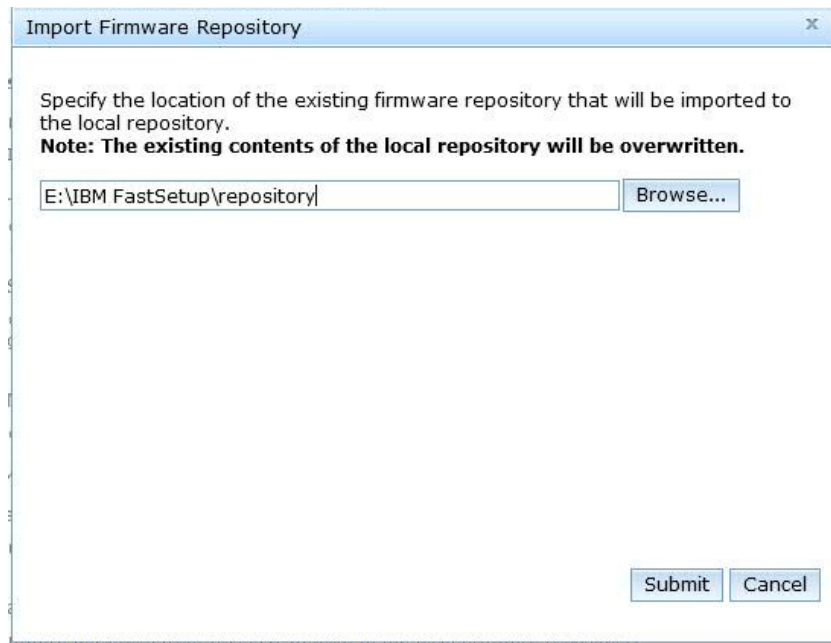 Import Firmware Repository x
Specify the location of the existing firmware repository that will be imported to
the local repository.
Note: The existing contents of the local repository will be overwritten.
E:\IBM FastSetup\repository Browse...
Submit Cancel